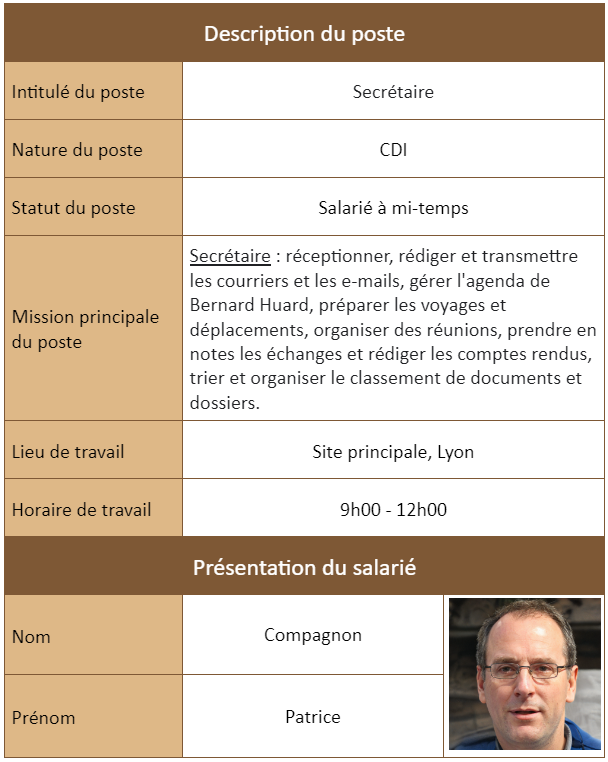 Description du poste
Intitulé du poste
Secrétaire
Nature du poste
CDI
Statut du poste
Salarié à mi-temps
Mission principale
du poste
Secrétaire : réceptionner, rédiger et transmettre
les courriers et les e-mails, gérer l'agenda de
Bernard Huard, préparer les voyages et
déplacements, organiser des réunions, prendre en
notes les échanges et rédiger les comptes rendus,
trier et organiser le classement de documents et
dossiers.
Lieu de travail
Site principale, Lyon
Horaire de travail
9h00 - 12h00
Présentation du salarié
Nom
Compagnon
Prénom
Patrice